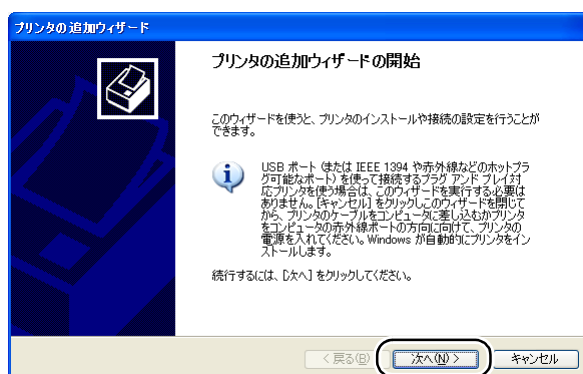 プリンタの追加ウィザード
プリンタの追加ウィザードの開始
このウィザードを使うと、プリンタのインストールや接続の設定を行うことが
できます。
USB ポート (または IEEE 1394 や赤外線などのホットプラ
グ可能なポート) を使って接続するプラグ アンド プレイ対
応プリンタを使う場合は、このウィザードを実行する必要は
ありません。[キャンセル] をクリックしこのウィザードを閉じて
から、プリンタのケーブルをコンピュータに差し込むかプリンタ
をコンピュータの赤外線ポートの方向に向けて、プリンタの
電源を入れてください。Windows が自動的にプリンタをイン
ストールします。
続行するには、[次へ] をクリックしてください。
< 戻る(B)
次へ(N) >
キャンセル